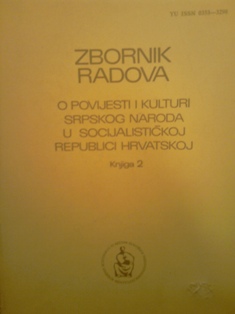 ZBORNIK
RADOVA
O POVIJESTI I KULTURI
SRPSKOG NARODA
U SOCIJALISTIČKOJ
REPUBLICI HRVATSKOJ
Knjiga 2